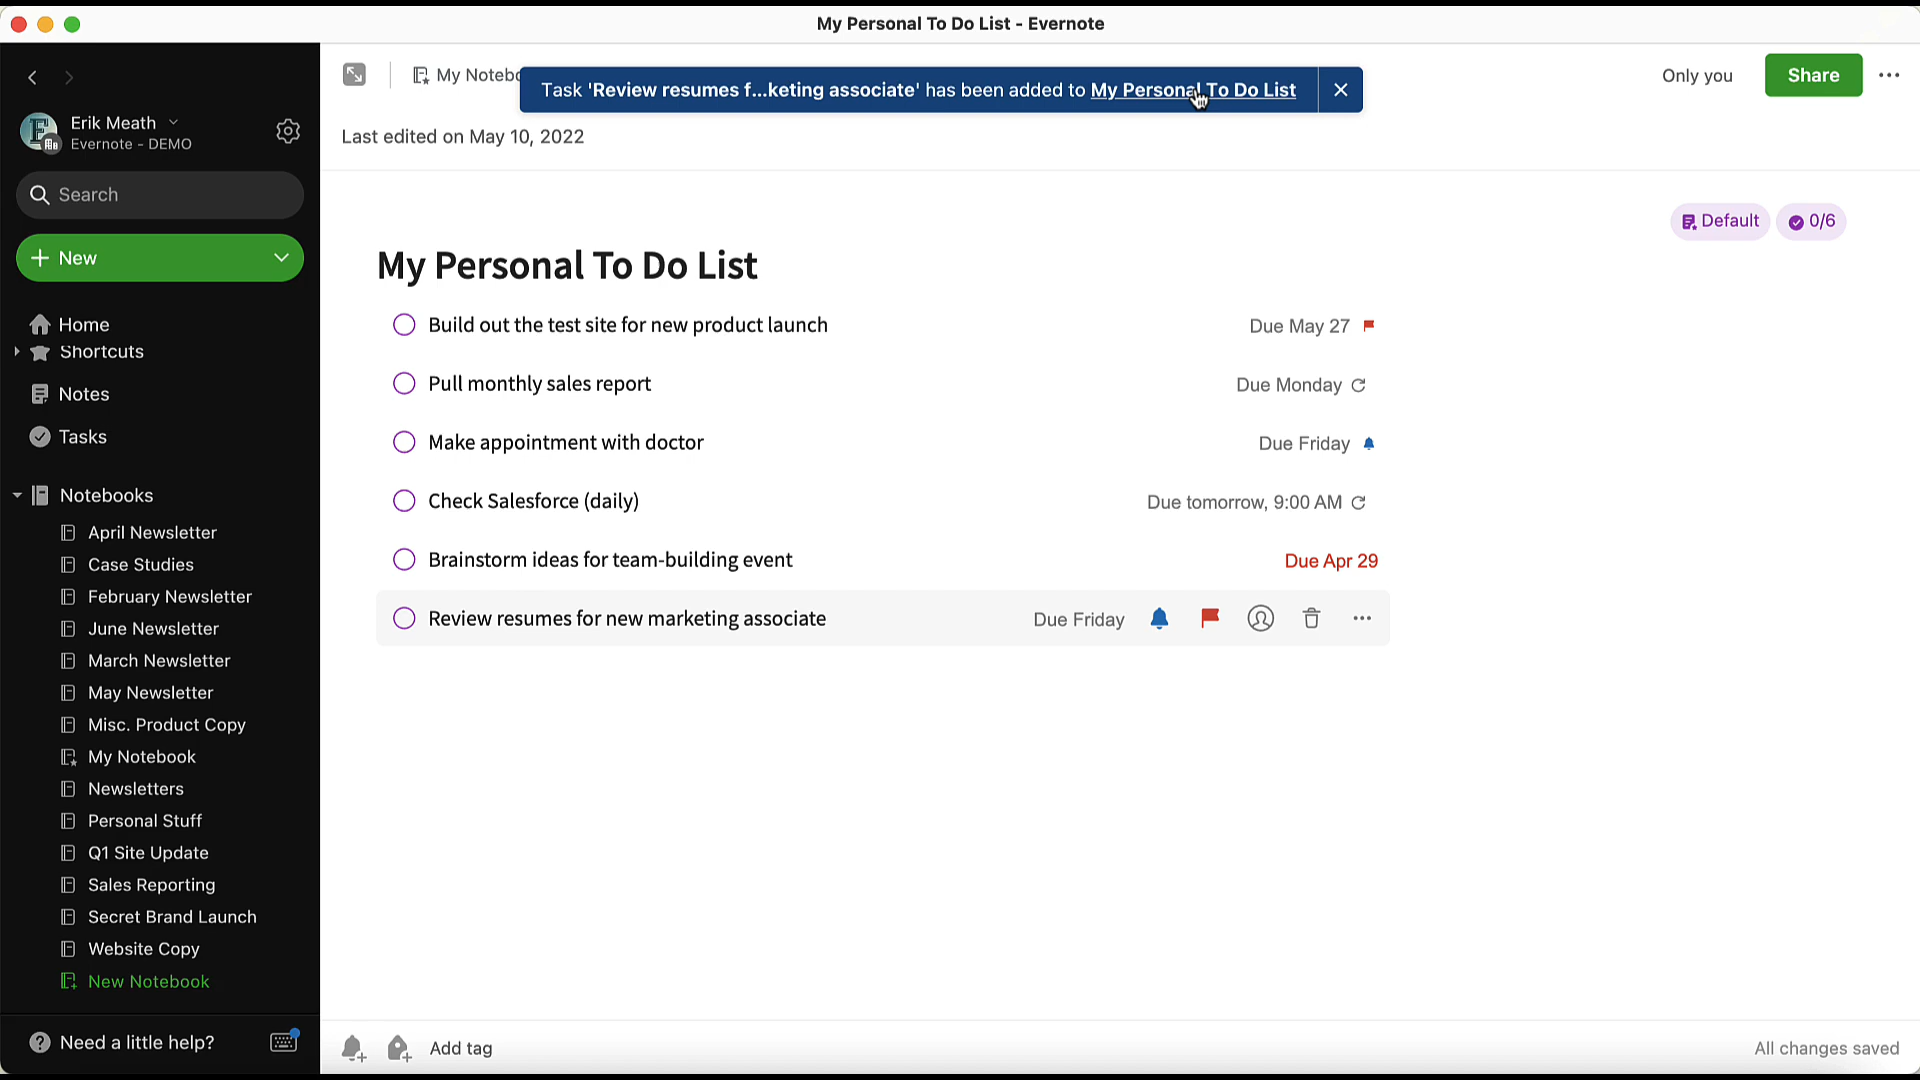 My Personal To Do List - Evernote
Erik Meath
Evernote - DEMO
Search
New
Home
Shortcuts
Notes
Tasks
Notebooks
April Newsletter
Case Studies
February Newsletter
June Newsletter
March Newsletter
May Newsletter
Misc. Product Copy
My Notebook
Newsletters
Personal Stuff
Q1 Site Update
Sales Reporting
Secret Brand Launch
Website Copy
New Notebook
Need a little help?
My Notebo
Task 'Review resumes f...keting associate' has been added to My Personal To Do List
Only you
Share
Last edited on May 10, 2022
Default
0/6
My Personal To Do List
Build out the test site for new product launch
Due May 27
Pull monthly sales report
Due Monday
Make appointment with doctor
Due Friday
Check Salesforce (daily)
Due tomorrow, 9:00 AM
Brainstorm ideas for team-building event
Due Apr 29
Review resumes for new marketing associate
Due Friday
Add tag
All changes saved